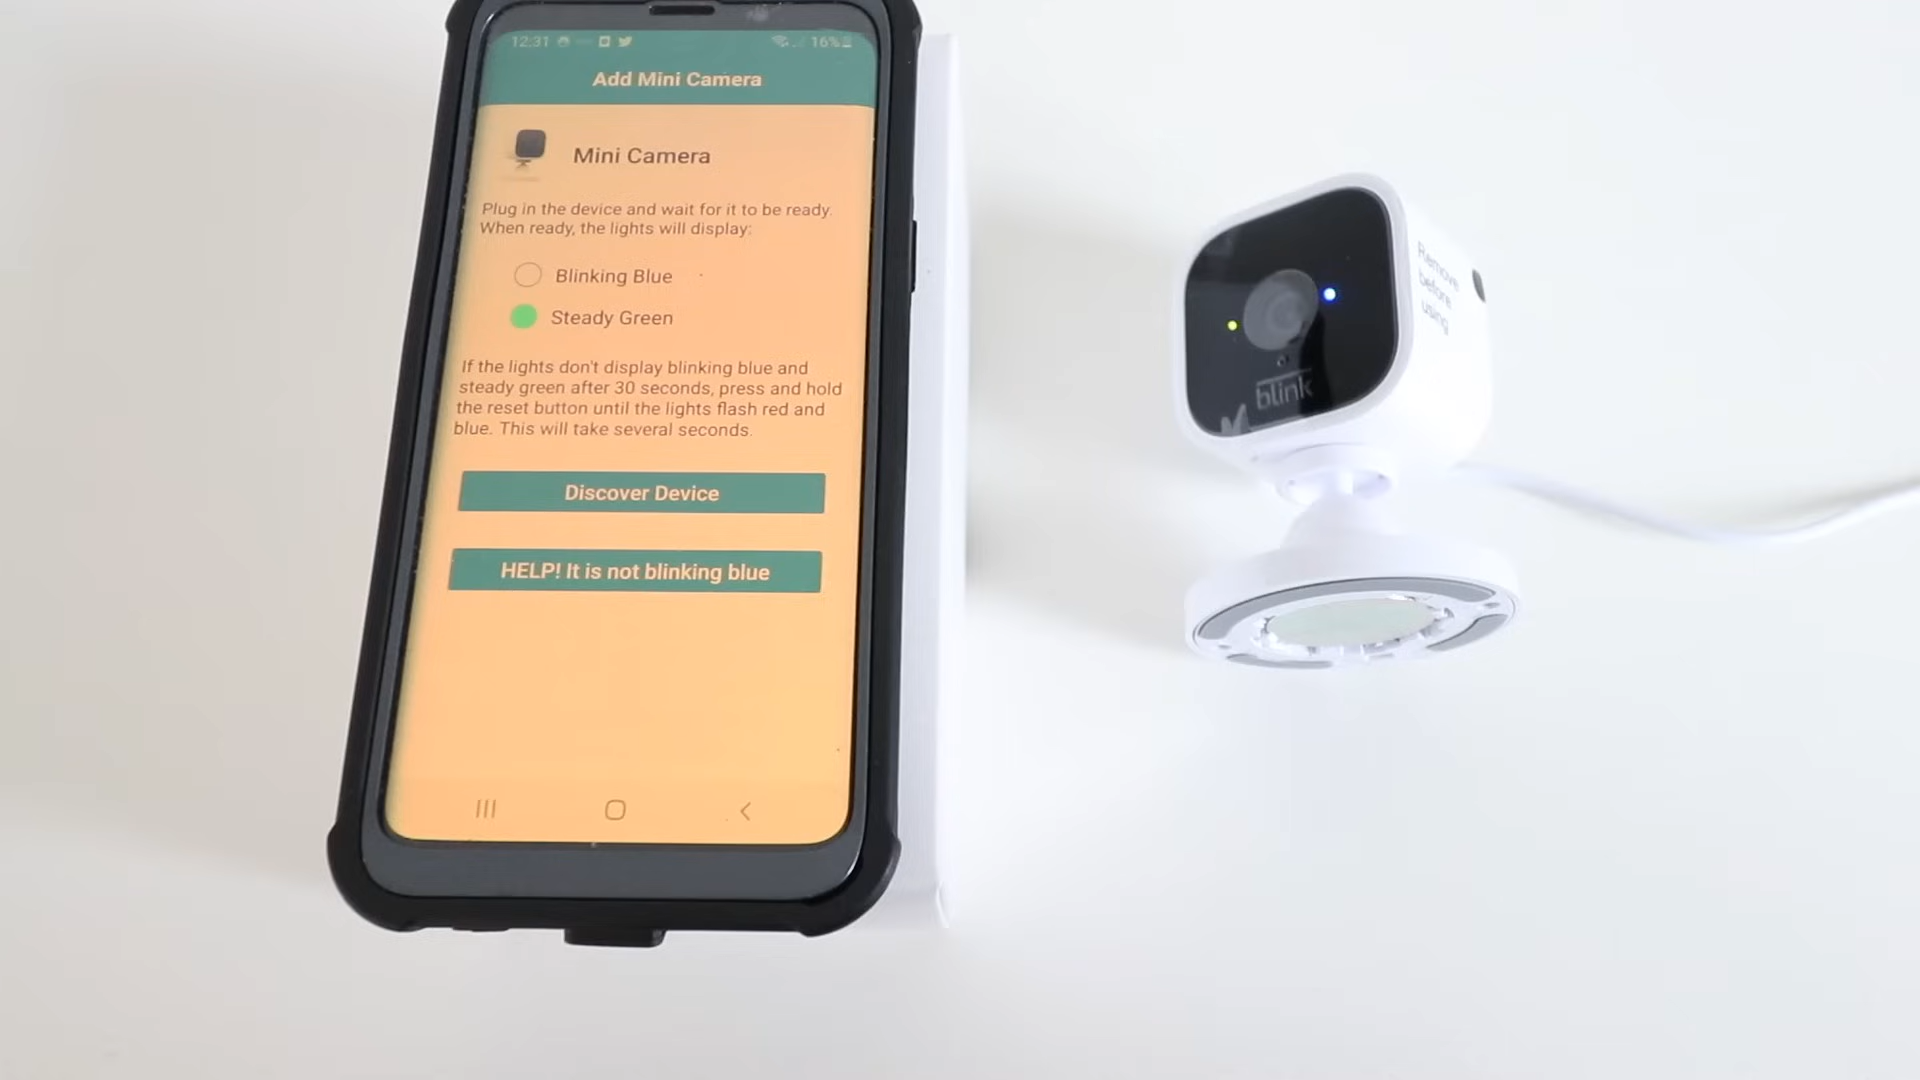 12:31
16%
Add Mini Camera
Mini Camera
Plug in the device and wait for it to be ready.
When ready, the lights will display:
Blinking Blue
Steady Green
If the lights don't display blinking blue and
steady green after 30 seconds, press and hold
the reset button until the lights flash red and
blue. This will take several seconds.
Discover Device
HELP! It is not blinking blue
Remove
before
using
blink